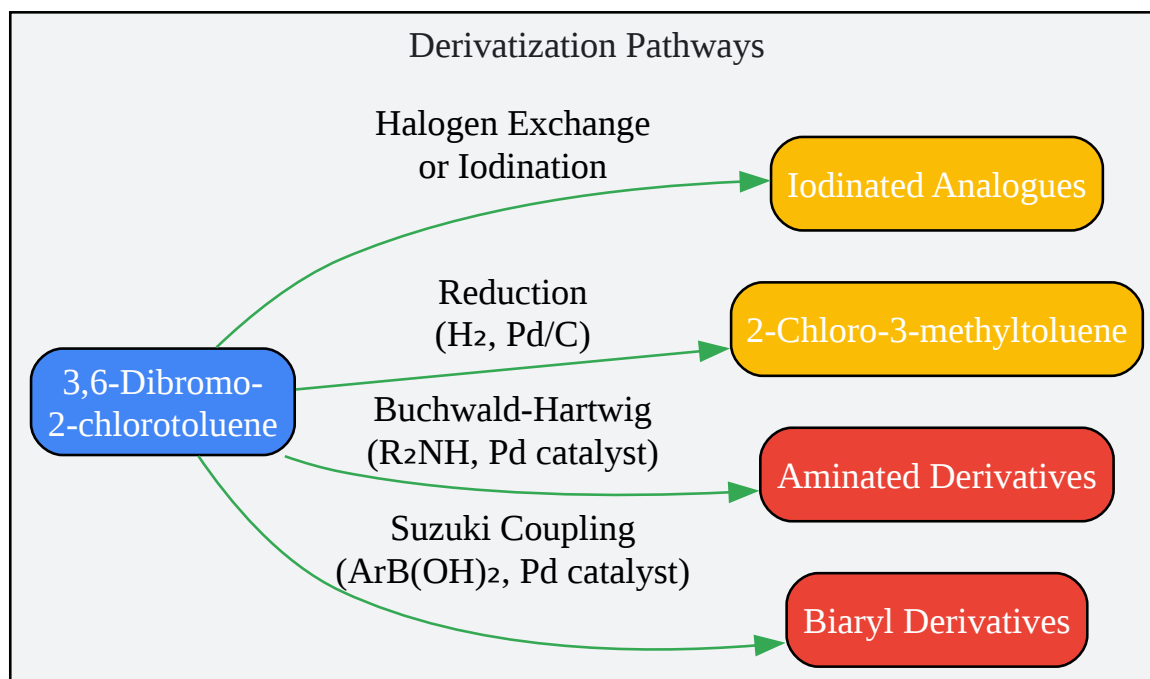 Derivatization Pathways
Halogen Exchange
or Iodination
Iodinated Analogues
Reduction
(H₂, Pd/C)
2-Chloro-3-methyltoluene
3,6-Dibromo-
2-chlorotoluene
Buchwald-Hartwig
(R₂NH, Pd catalyst)
Aminated Derivatives
Suzuki Coupling
(ArB(OH)₂, Pd catalyst)
Biaryl Derivatives